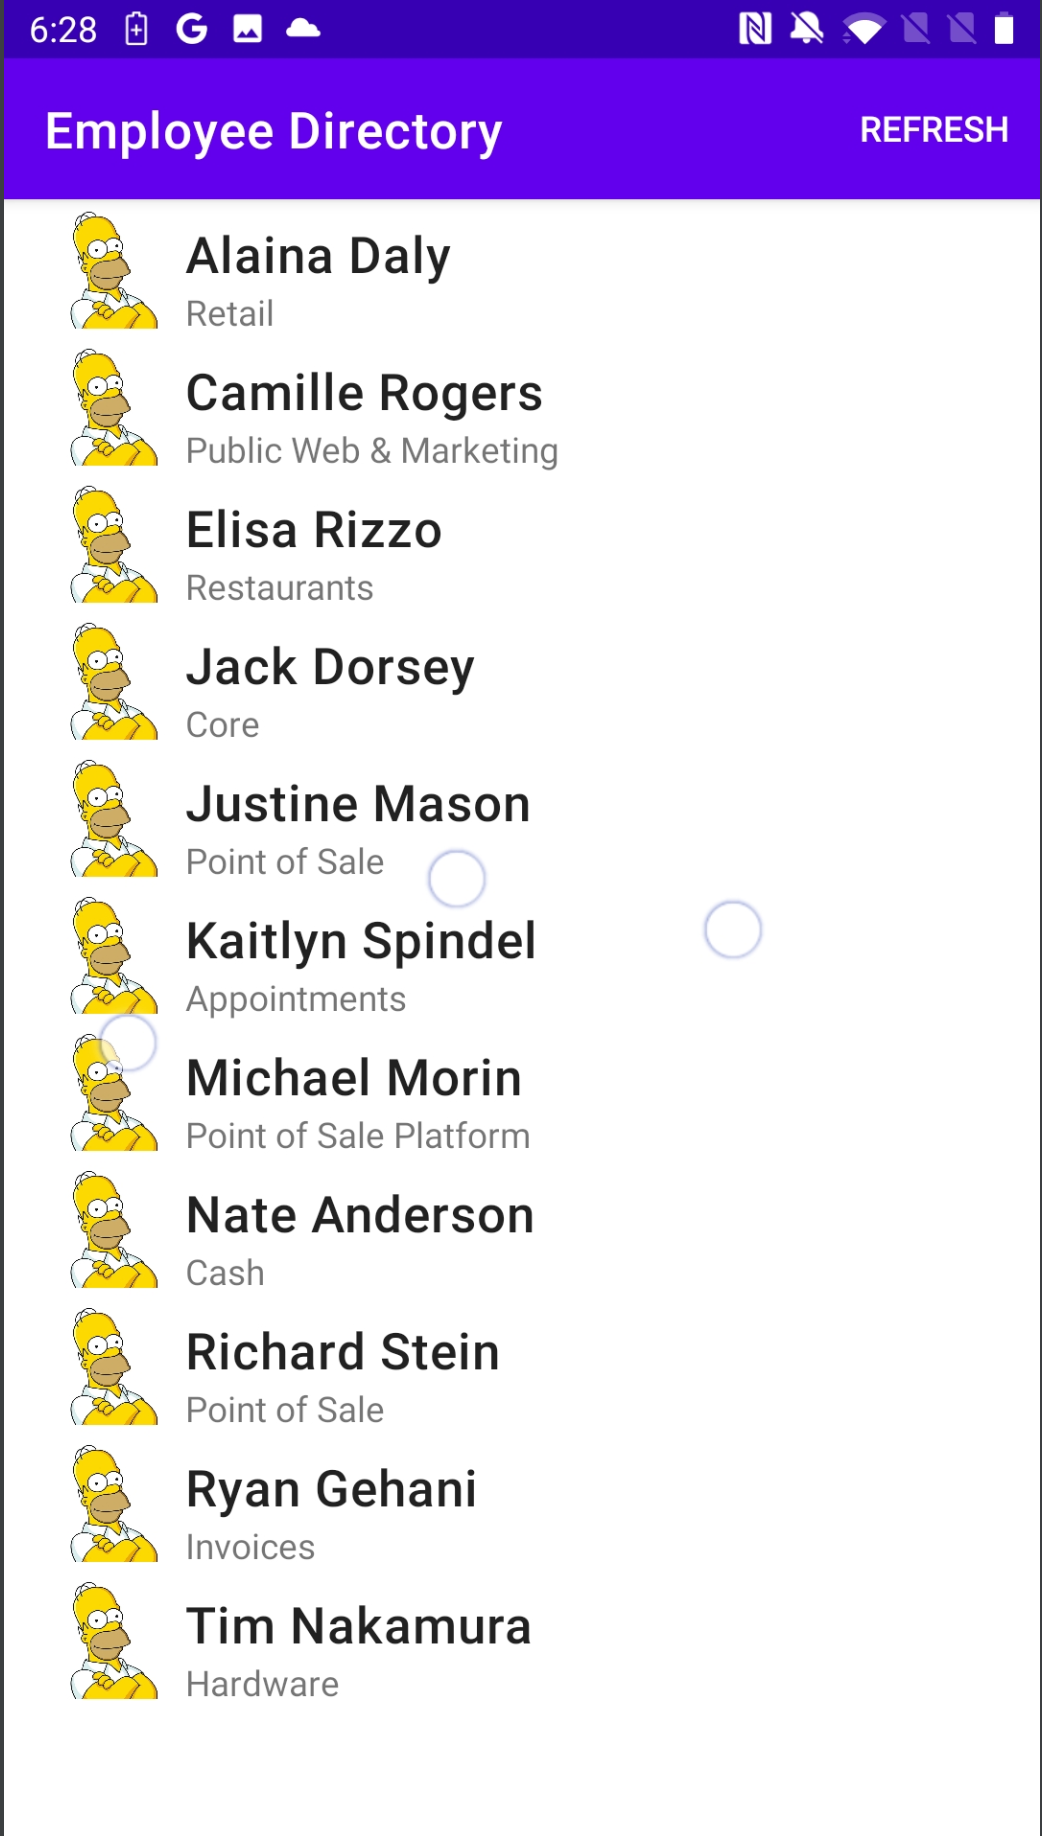 6:28
Employee Directory
REFRESH
Alaina Daly
Retail
Camille Rogers
Public Web & Marketing
Elisa Rizzo
Restaurants
Jack Dorsey
Core
Justine Mason
Point of Sale
Kaitlyn Spindel
Appointments
Michael Morin
Point of Sale Platform
Nate Anderson
Cash
Richard Stein
Point of Sale
Ryan Gehani
Invoices
Tim Nakamura
Hardware